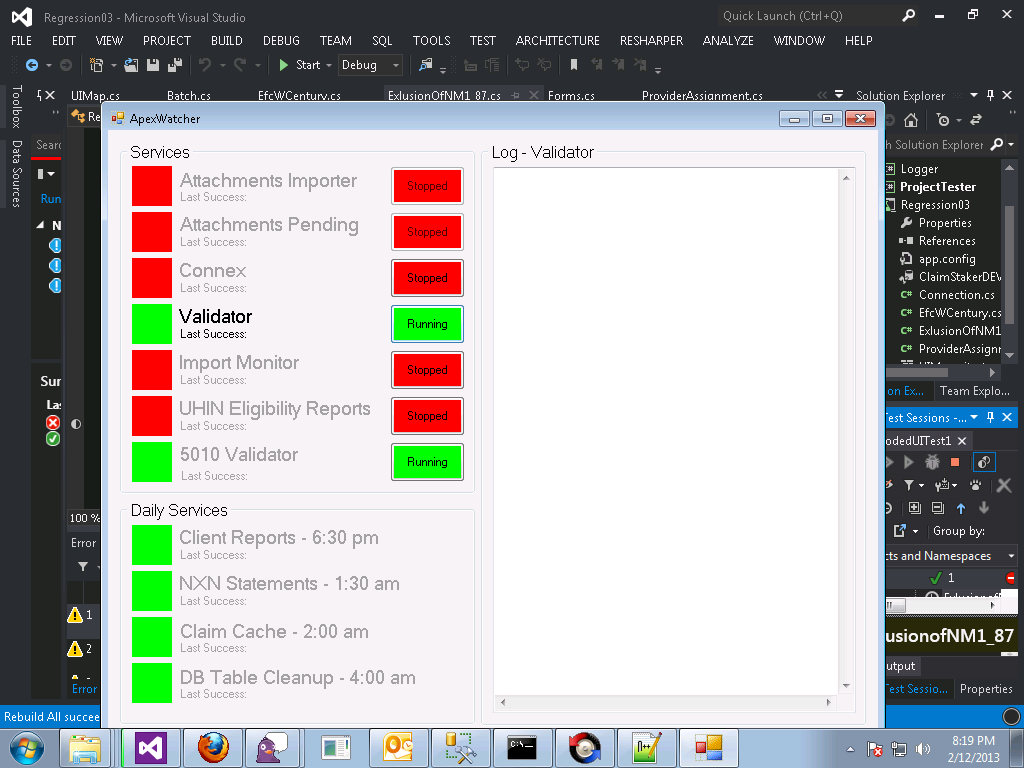 Regression03 - Microsoft Visual Studio
Quick Launch (Ctrl+Q)
FILE EDIT VIEW PROJECT BUILD DEBUG TEAM SQL TOOLS TEST ARCHITECTURE RESHARPER ANALYZE WINDOW HELP
Start Debug
Toolbox
Data Sources
UIMap.cs Batch.cs EfcWCentury.cs ExlusionOfNM1_87.cs Forms.cs ProviderAssignment.cs
Solution Explorer
Re
ApexWatcher
Sear
h Solution Explorer
Run
N
Services
Attachments Importer
Last Success:
Stopped
Attachments Pending
Last Success:
Stopped
Connex
Last Success:
Stopped
Validator
Last Success:
Running
Import Monitor
Last Success:
Stopped
UHIN Eligibility Reports
Last Success:
Stopped
5010 Validator
Last Success:
Running
Daily Services
Client Reports - 6:30 pm
Last Success:
NXN Statements - 1:30 am
Last Success:
Claim Cache - 2:00 am
Last Success:
DB Table Cleanup - 4:00 am
Last Success:
Log - Validator
Logger
ProjectTester
Regression03
Properties
References
app.config
ClaimStakerDEV
Connection.cs
EfcWCentury.cs
ExlusionOfNM1
ProviderAssignm
on Ex... Team Explo...
est Sessions -...
odedUITest1
Group by:
cts and Namespaces
1
usionofNM1_87
utput
est Sessio... Properties
Sur
Las
100 %
Error
1
2
Error
Rebuild All succee
C:\.
n++
8:19 PM
2/12/2013